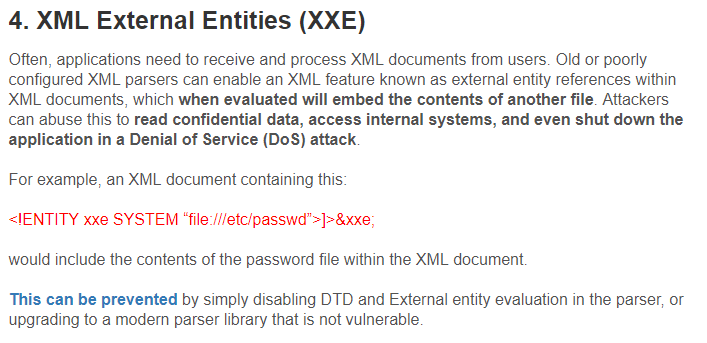 4. XML External Entities (XXE)
Often, applications need to receive and process XML documents from users. Old or poorly
configured XML parsers can enable an XML feature known as external entity references within
XML documents, which when evaluated will embed the contents of another file. Attackers
can abuse this to read confidential data, access internal systems, and even shut down the
application in a Denial of Service (DoS) attack.
For example, an XML document containing this:
<!ENTITY xxe SYSTEM “file:///etc/passwd”>]>&xxe;
would include the contents of the password file within the XML document.
This can be prevented by simply disabling DTD and External entity evaluation in the parser, or
upgrading to a modern parser library that is not vulnerable.